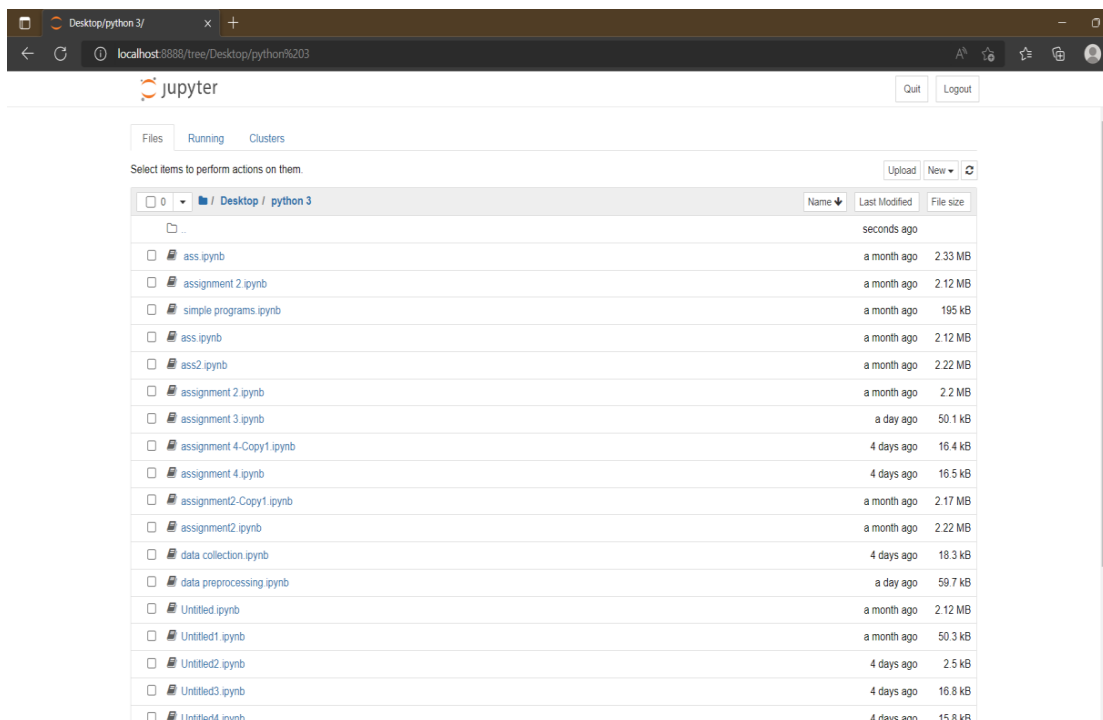 Desktop/python 3/
localhost:8888/tree/Desktop/python%203
jupyter
Quit Logout
Files Running Clusters
Select items to perform actions on them.
Upload New
0 / Desktop / python 3 Name Last Modified File size
.. seconds ago
ass.ipynb a month ago 2.33 MB
assignment 2.ipynb a month ago 2.12 MB
simple programs.ipynb a month ago 195 kB
ass.ipynb a month ago 2.12 MB
ass2.ipynb a month ago 2.22 MB
assignment 2.ipynb a month ago 2.2 MB
assignment 3.ipynb a day ago 50.1 kB
assignment 4-Copy1.ipynb 4 days ago 16.4 kB
assignment 4.ipynb 4 days ago 16.5 kB
assignment2-Copy1.ipynb a month ago 2.17 MB
assignment2.ipynb a month ago 2.22 MB
data collection.ipynb 4 days ago 18.3 kB
data preprocessing.ipynb a day ago 59.7 kB
Untitled.ipynb a month ago 2.12 MB
Untitled1.ipynb a month ago 50.3 kB
Untitled2.ipynb 4 days ago 2.5 kB
Untitled3.ipynb 4 days ago 16.8 kB
Untitled4.ipynb 4 days ago 15.8 kB